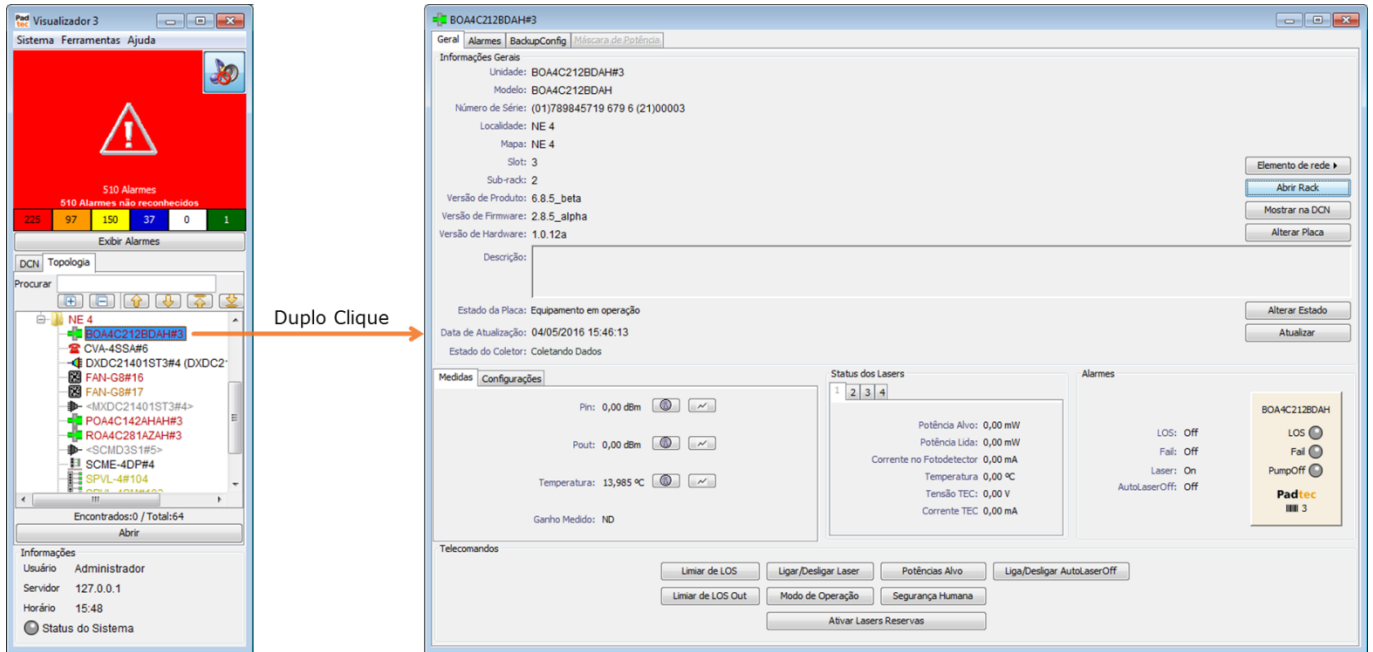 Pad
tec
Visualizador 3
Sistema Ferramentas Ajuda
510 Alarmes
510 Alarmes não reconhecidos
225 97 150 37 0 1
Exibir Alarmes
DCN Topologia
Procurar
NE 4
BOA4C212BDAH#3
CVA-4SSA#6
DXDC21401ST3#4 (DXDC2
FAN-G8#16
FAN-G8#17
<MXDC21401ST3#4>
POA4C142AHAH#3
ROA4C281AZAH#3
<SCMD3S1#5>
SCME-4DP#4
SPVL-4#104
Encontrados:0 / Total:64
Abrir
Informações
Usuário Administrador
Servidor 127.0.0.1
Horário 15:48
Status do Sistema
Duplo Clique
BOA4C212BDAH#3
Geral Alarmes BackupConfig Máscara de Potência
Informações Gerais
Unidade: BOA4C212BDAH#3
Modelo: BOA4C212BDAH
Número de Série: (01)789845719 679 6 (21)00003
Localidade: NE 4
Mapa: NE 4
Slot: 3
Sub-rack: 2
Versão de Produto: 6.8.5_beta
Versão de Firmware: 2.8.5_alpha
Versão de Hardware: 1.0.12a
Descrição:
Elemento de rede
Abrir Rack
Mostrar na DCN
Alterar Placa
Estado da Placa: Equipamento em operação
Data de Atualização: 04/05/2016 15:46:13
Estado do Coletor: Coletando Dados
Alterar Estado
Atualizar
Medidas Configurações
Pin: 0,00 dBm
Pout: 0,00 dBm
Temperatura: 13,985 ºC
Ganho Medido: ND
Status dos Lasers
1 2 3 4
Potência Alvo: 0,00 mW
Potência Lida: 0,00 mW
Corrente no Fotodetector 0,00 mA
Temperatura 0,00 ºC
Tensão TEC: 0,00 V
Corrente TEC 0,00 mA
Alarmes
LOS: Off
Fail: Off
Laser: On
AutoLaserOff: Off
BOA4C212BDAH
LOS
Fail
PumpOff
Padtec
3
Telecomandos
Limiar de LOS Ligar/Desligar Laser Potências Alvo Liga/Desligar AutoLaserOff
Limiar de LOS Out Modo de Operação Segurança Humana
Ativar Lasers Reservas